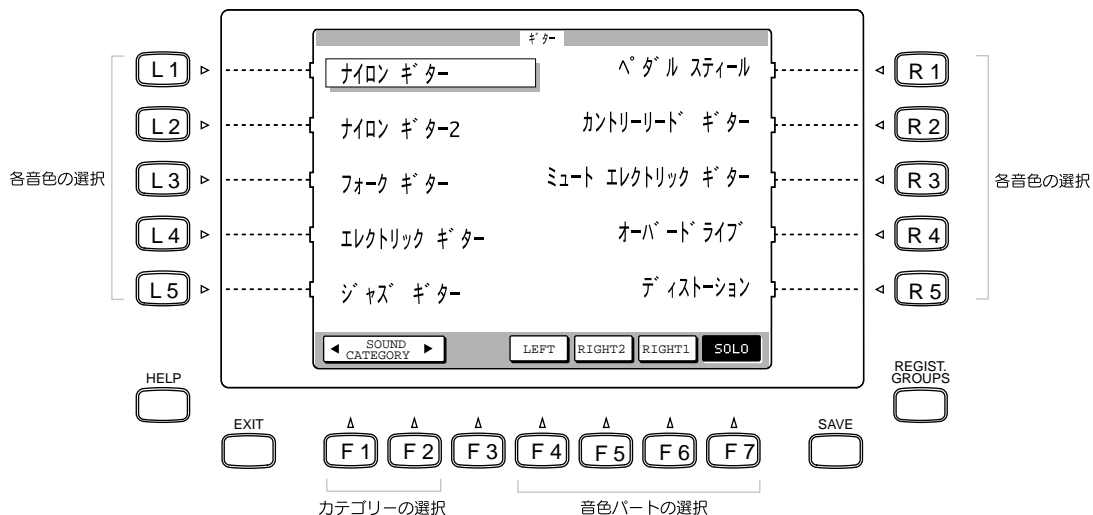 ギター
L1
ナイロン ギター
ペダル スティール
R1
L2
ナイロン ギター2
カントリーリード ギター
R2
各音色の選択
L3
フォーク ギター
ミュート エレクトリック ギター
R3
各音色の選択
L4
エレクトリック ギター
オーバードライブ
R4
L5
ジャズ ギター
ディストーション
R5
SOUND
CATEGORY
LEFT
RIGHT2
RIGHT1
SOLO
HELP
REGIST.
GROUPS
EXIT
SAVE
F1
F2
F3
F4
F5
F6
F7
カテゴリーの選択
音色パートの選択